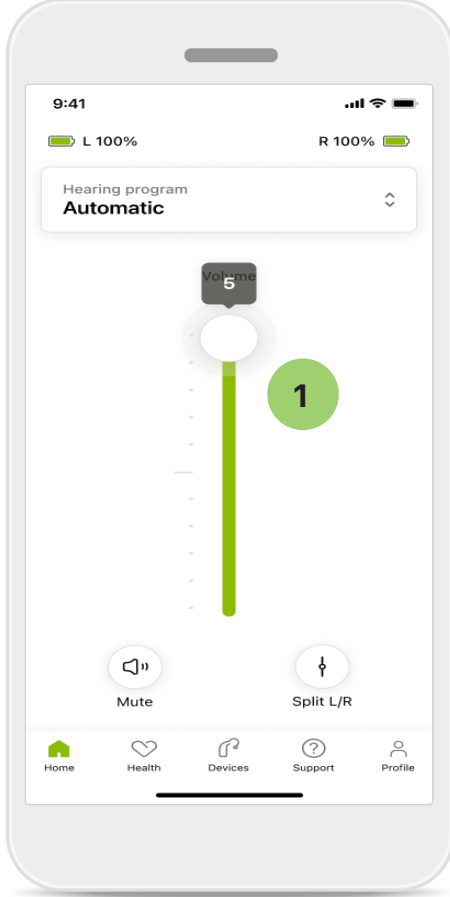 9:41
L 100% R 100%
Hearing program
Automatic
Volume
5
1
Mute Split L/R
Home Health Devices Support Profile